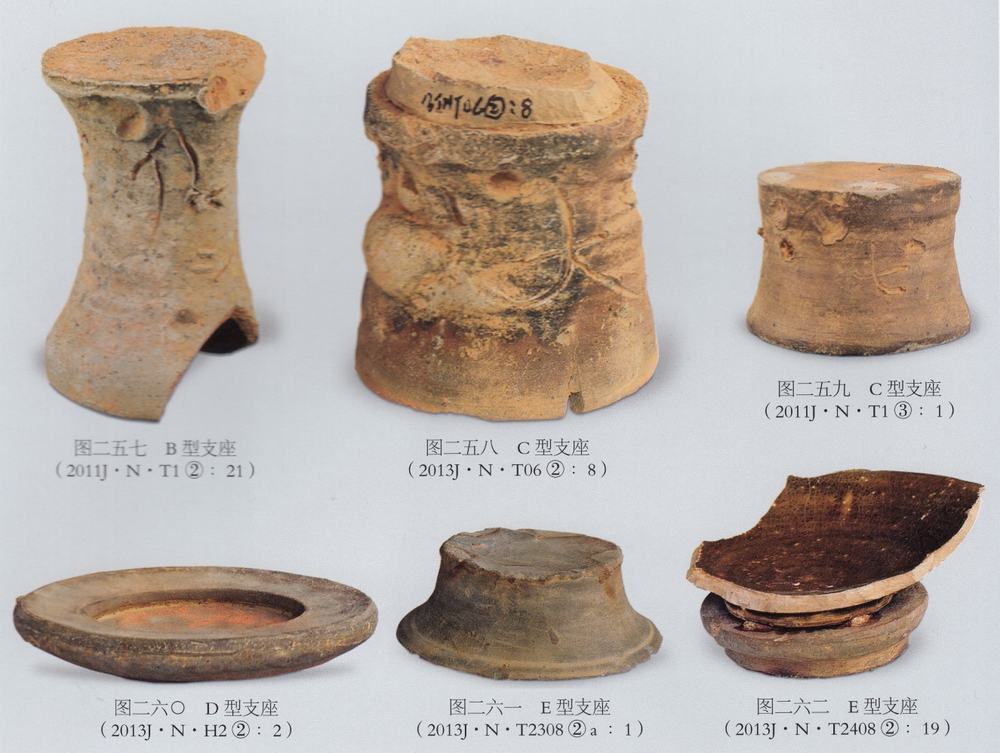 BJNT06②:8
图二五七 B型支座
（2011J・N・T1②：21）
图二五八 C型支座
（2013J・N・T06②：8）
图二五九 C型支座
（2011J・N・T1③：1）
图二六〇 D型支座
（2013J・N・H2②：2）
图二六一 E型支座
（2013J・N・T2308②a：1）
图二六二 E型支座
（2013J・N・T2408②：19）